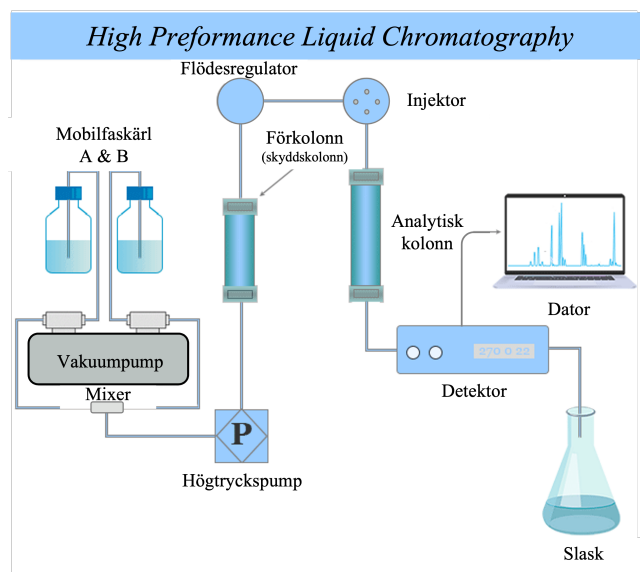 High Preformance Liquid Chromatography
Flödesregulator
Injektor
Mobilfaskärl
A & B
Förkolonn
(skyddskolonn)
Analytisk
kolonn
Dator
Vakuumpump
270 0 22
Mixer
Detektor
P
Högtryckspump
Slask